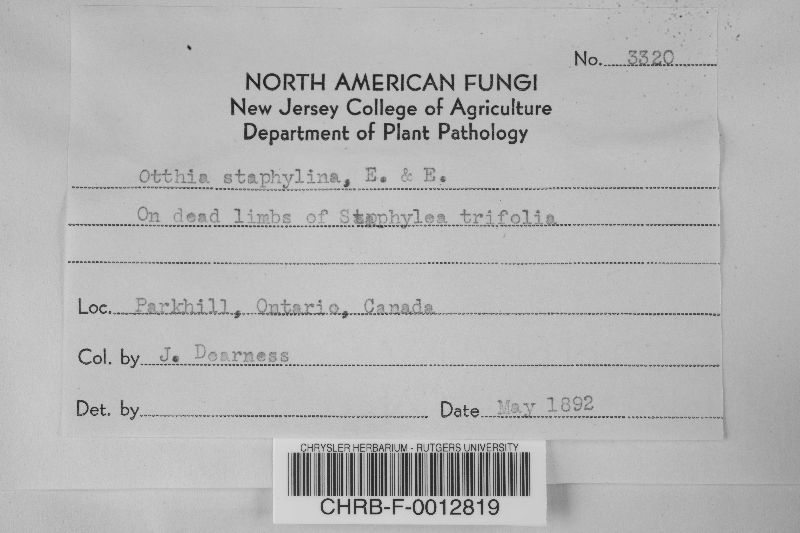 No. 3320
NORTH AMERICAN FUNGI
New Jersey College of Agriculture
Department of Plant Pathology
Otthia staphylina, E. & E.
On dead limbs of Staphylea trifolia
Loc. Parkhill, Ontario, Canada
Col. by J. Dearness
Det. by
Date May 1892
CHRYSLER HERBARIUM - RUTGERS UNIVERSITY
CHRB-F-0012819